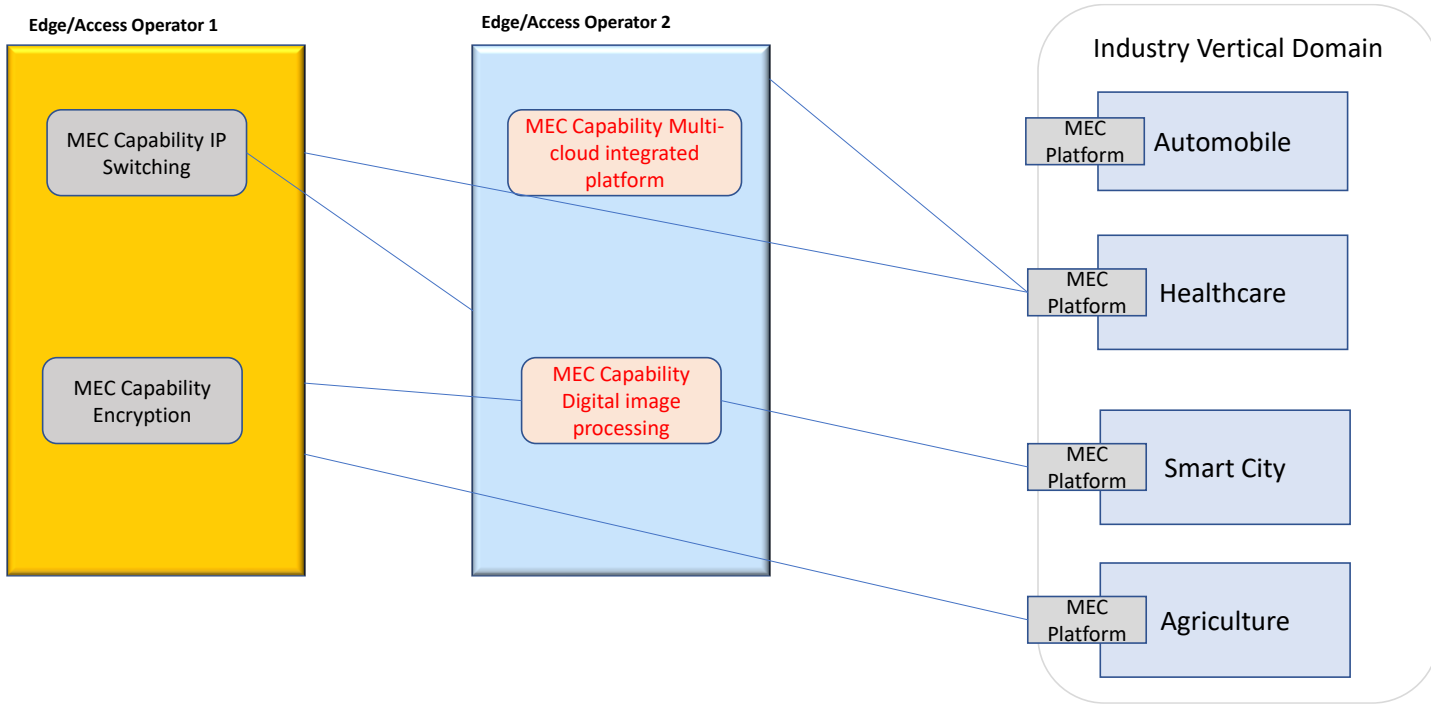 Edge/Access Operator 1
MEC Capability IP
Switching
MEC Capability
Encryption
Edge/Access Operator 2
MEC Capability Multi-
cloud integrated
platform
MEC Capability
Digital image
processing
Industry Vertical Domain
MEC
Platform
Automobile
MEC
Platform
Healthcare
MEC
Platform
Smart City
MEC
Platform
Agriculture